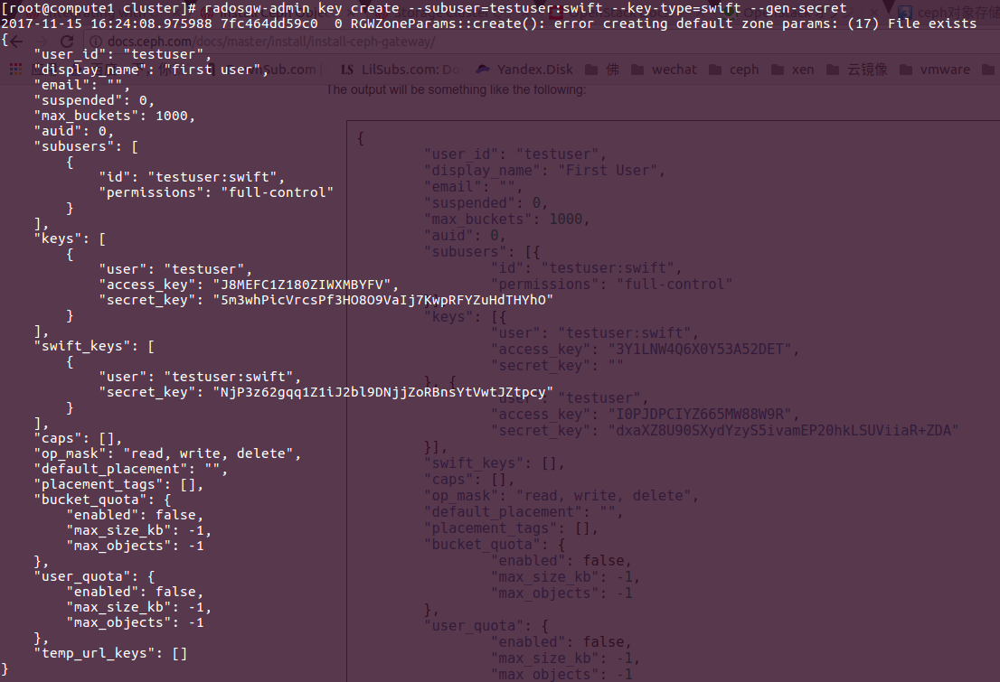 [root@compute1 cluster]# radosgw-admin key create --subuser=testuser:swift --key-type=swift --gen-secret
2017-11-15 16:24:08.975988 7fc464dd59c0  0 RGWZoneParams::create(): error creating default zone params: (17) File exists
{
    "user_id": "testuser",
    "display_name": "first user",
    "email": "",
    "suspended": 0,
    "max_buckets": 1000,
    "auid": 0,
    "subusers": [
        {
            "id": "testuser:swift",
            "permissions": "full-control"
        }
    ],
    "keys": [
        {
            "user": "testuser",
            "access_key": "J8MEFC1Z180ZIWXMBYFV",
            "secret_key": "5m3whPicVrcsPf3HO8O9VaIj7KwpRFYZuHdTHYhO"
        }
    ],
    "swift_keys": [
        {
            "user": "testuser:swift",
            "secret_key": "NjP3z62gqq1Z1iJ2bl9DNjjZoRBnsYtVwtJZtpcy"
        }
    ],
    "caps": [],
    "op_mask": "read, write, delete",
    "default_placement": "",
    "placement_tags": [],
    "bucket_quota": {
        "enabled": false,
        "max_size_kb": -1,
        "max_objects": -1
    },
    "user_quota": {
        "enabled": false,
        "max_size_kb": -1,
        "max_objects": -1
    },
    "temp_url_keys": []
}
ceph对象存储
docs.ceph.com/docs/master/install/install-ceph-gateway/
LS LilSubs.com: Do Yandex.Disk 佛 wechat ceph xen 云镜像 vmware
The output will be something like the following:
{
        "user_id": "testuser",
        "display_name": "First User",
        "email": "",
        "suspended": 0,
        "max_buckets": 1000,
        "auid": 0,
        "subusers": [{
                "id": "testuser:swift",
                "permissions": "full-control"
        "keys": [{
                "user": "testuser:swift",
                "access_key": "3Y1LNW4Q6X0Y53A52DET",
                "secret_key": ""
        }, {
                "user": "testuser",
                "access_key": "I0PJDPCIYZ665MW88W9R",
                "secret_key": "dxaXZ8U90SXydYzyS5ivamEP20hkLSUViiaR+ZDA"
        }],
        "swift_keys": [],
        "caps": [],
        "op_mask": "read, write, delete",
        "default_placement": "",
        "placement_tags": [],
        "bucket_quota": {
                "enabled": false,
                "max_size_kb": -1,
                "max_objects": -1
        },
        "user_quota": {
                "enabled": false,
                "max_size_kb": -1,
                "max_objects": -1